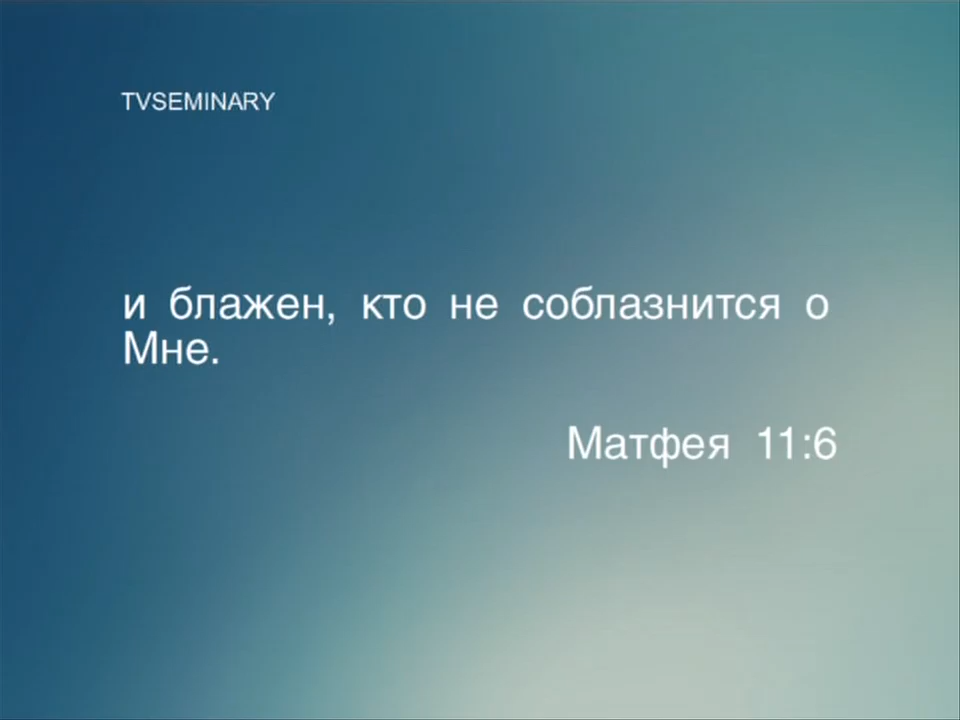 TVSEMINARY
и блажен, кто не соблазнится о
Мне.
Матфея 11:6